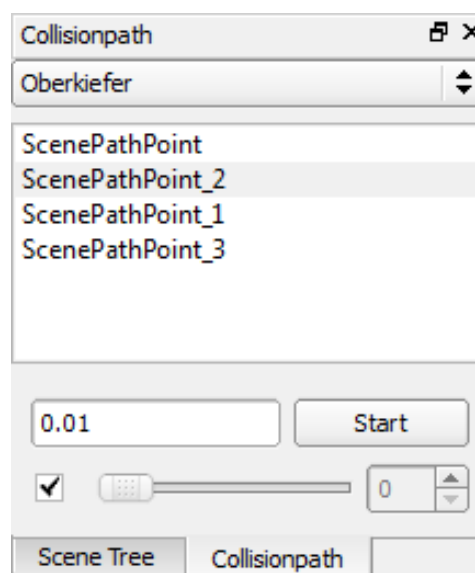 Collisionpath
Oberkiefer
ScenePathPoint
ScenePathPoint_2
ScenePathPoint_1
ScenePathPoint_3
0.01 Start
0
Scene Tree Collisionpath